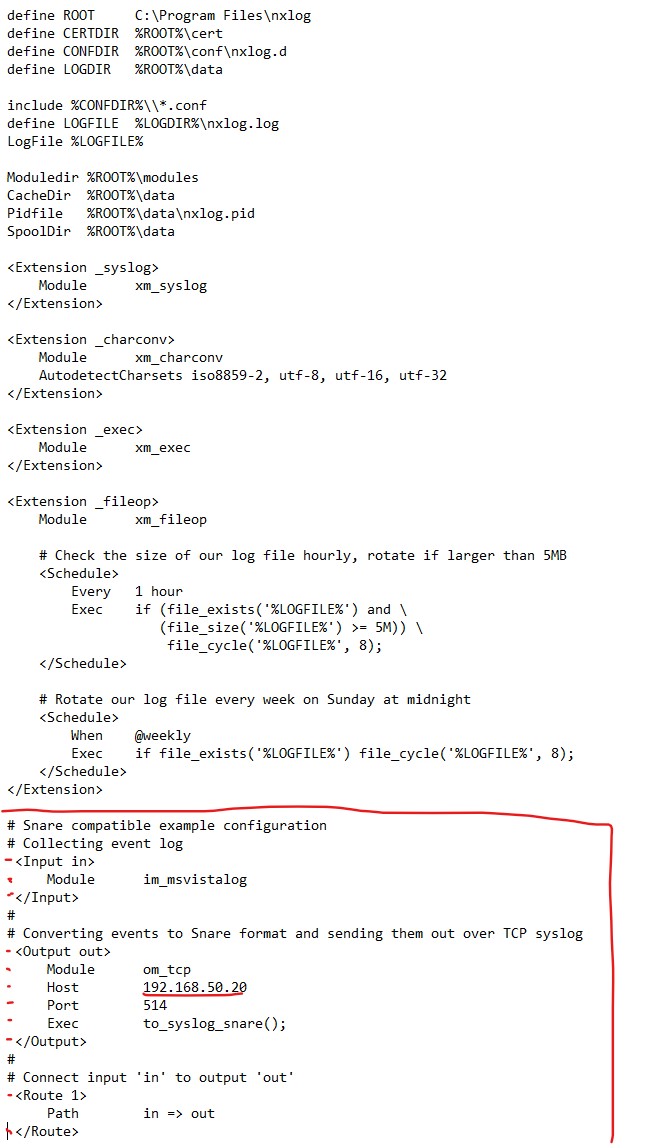 define ROOT     C:\Program Files\nxlog
define CERTDIR  %ROOT%\cert
define CONFDIR  %ROOT%\conf\nxlog.d
define LOGDIR   %ROOT%\data

include %CONFDIR%\\*.conf
define LOGFILE  %LOGDIR%\nxlog.log
LogFile %LOGFILE%

Moduledir %ROOT%\modules
CacheDir  %ROOT%\data
Pidfile   %ROOT%\data\nxlog.pid
SpoolDir  %ROOT%\data

<Extension _syslog>
    Module      xm_syslog
</Extension>

<Extension _charconv>
    Module      xm_charconv
    AutodetectCharsets iso8859-2, utf-8, utf-16, utf-32
</Extension>

<Extension _exec>
    Module      xm_exec
</Extension>

<Extension _fileop>
    Module      xm_fileop

    # Check the size of our log file hourly, rotate if larger than 5MB
    <Schedule>
        Every   1 hour
        Exec    if (file_exists('%LOGFILE%') and \
                   (file_size('%LOGFILE%') >= 5M)) \
                    file_cycle('%LOGFILE%', 8);
    </Schedule>

    # Rotate our log file every week on Sunday at midnight
    <Schedule>
        When    @weekly
        Exec    if file_exists('%LOGFILE%') file_cycle('%LOGFILE%', 8);
    </Schedule>
</Extension>

# Snare compatible example configuration
# Collecting event log
<Input in>
    Module      im_msvistalog
</Input>
#
# Converting events to Snare format and sending them out over TCP syslog
<Output out>
    Module      om_tcp
    Host        192.168.50.20
    Port        514
    Exec        to_syslog_snare();
</Output>
#
# Connect input 'in' to output 'out'
<Route 1>
    Path        in => out
</Route>